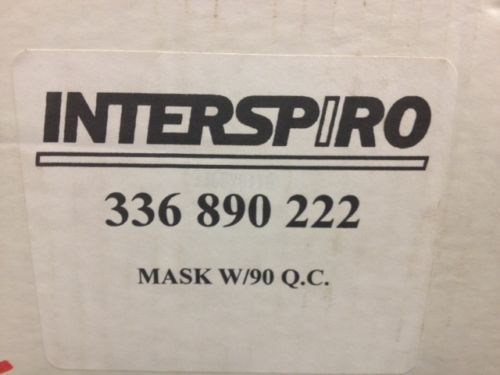 INTERSPIRO
336 890 222
MASK W/90 Q.C.